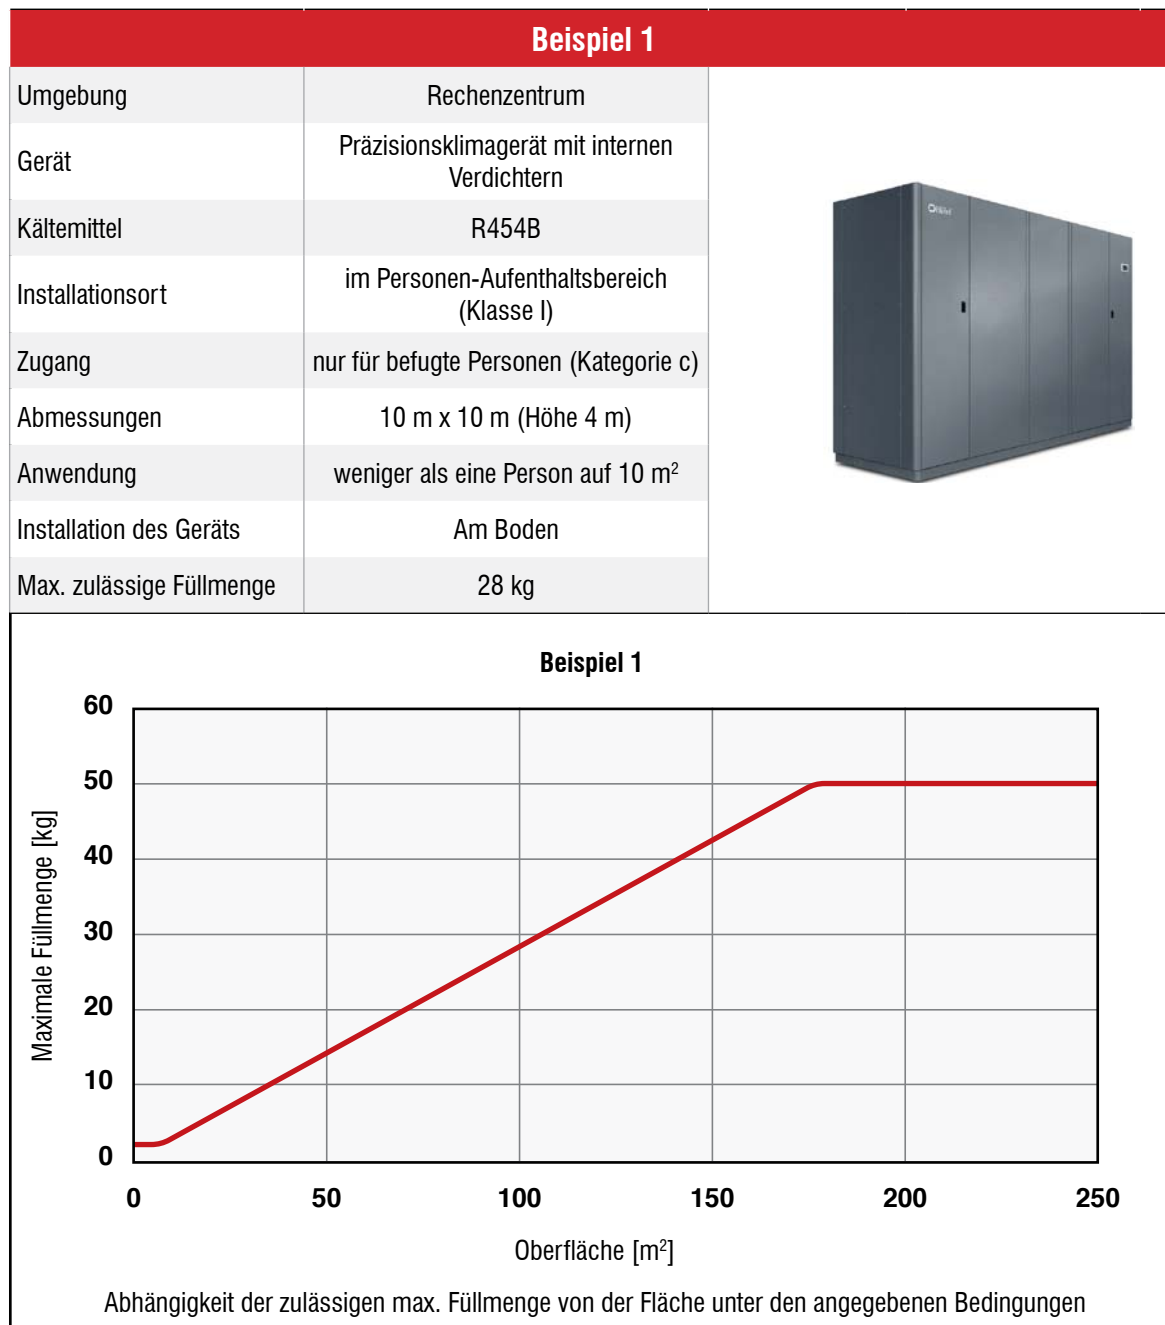 Beispiel 1
Umgebung
Rechenzentrum
Gerät
Präzisionsklimagerät mit internen
Verdichtern
Kältemittel
R454B
Installationsort
im Personen-Aufenthaltsbereich
(Klasse I)
Zugang
nur für befugte Personen (Kategorie c)
Abmessungen
10 m x 10 m (Höhe 4 m)
Anwendung
weniger als eine Person auf 10 m²
Installation des Geräts
Am Boden
Max. zulässige Füllmenge
28 kg
Beispiel 1
Maximale Füllmenge [kg]
60
50
40
30
20
10
0
0 50 100 150 200 250
Oberfläche [m²]
Abhängigkeit der zulässigen max. Füllmenge von der Fläche unter den angegebenen Bedingungen